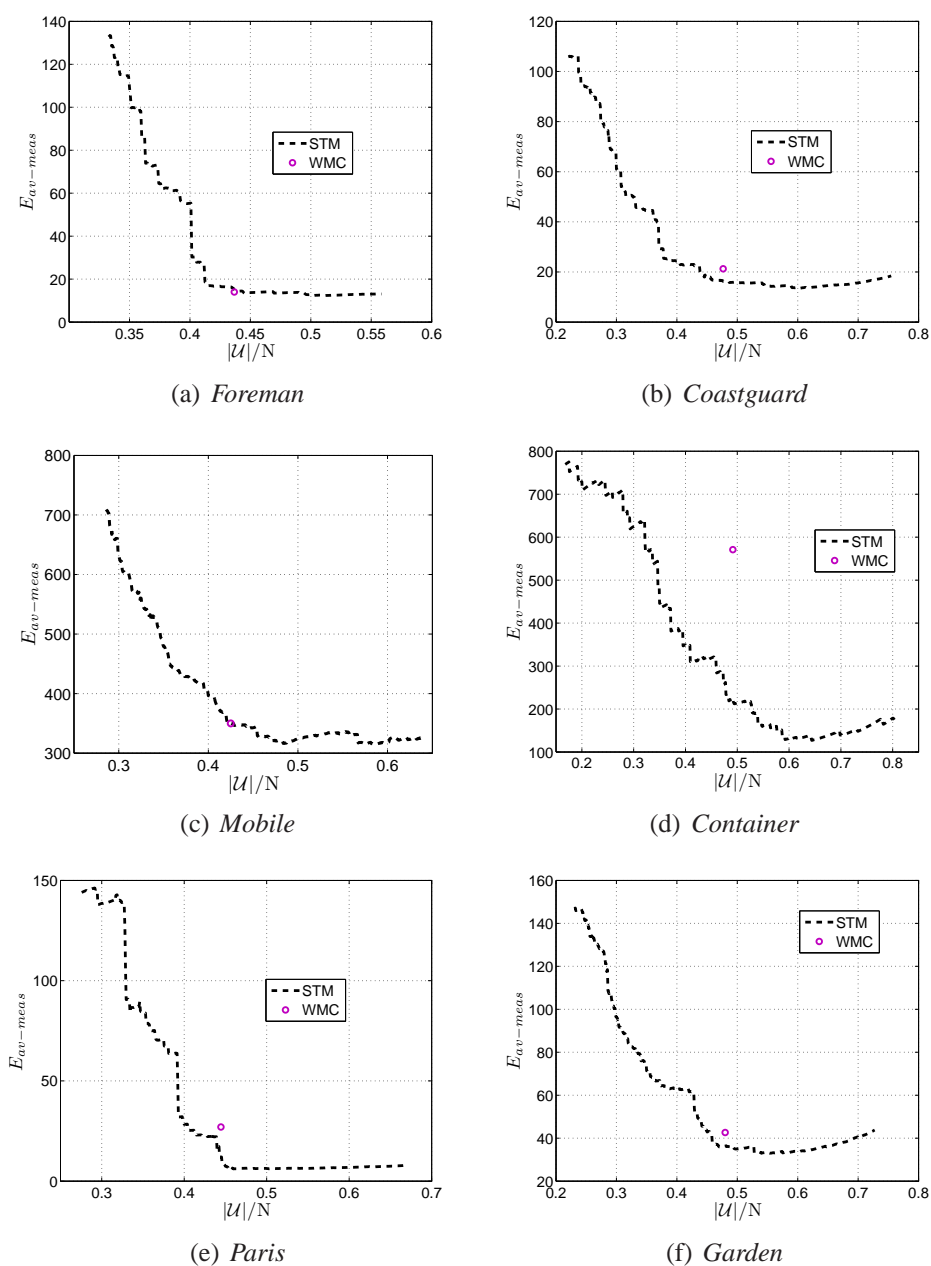 140
120
100
80
60
40
20
0
0.35 0.4 0.45 0.5 0.55 0.6
E_{av−meas}
|𝒰|/N
STM
WMC
(a) Foreman
120
100
80
60
40
20
0
0.2 0.3 0.4 0.5 0.6 0.7 0.8
E_{av−meas}
|𝒰|/N
STM
WMC
(b) Coastguard
800
700
600
500
400
300
0.3 0.4 0.5 0.6
E_{av−meas}
|𝒰|/N
STM
WMC
(c) Mobile
800
700
600
500
400
300
200
100
0.2 0.3 0.4 0.5 0.6 0.7 0.8
E_{av−meas}
|𝒰|/N
STM
WMC
(d) Container
150
100
50
0
0.3 0.4 0.5 0.6 0.7
E_{av−meas}
|𝒰|/N
STM
WMC
(e) Paris
160
140
120
100
80
60
40
20
0.2 0.3 0.4 0.5 0.6 0.7 0.8
E_{av−meas}
|𝒰|/N
STM
WMC
(f) Garden